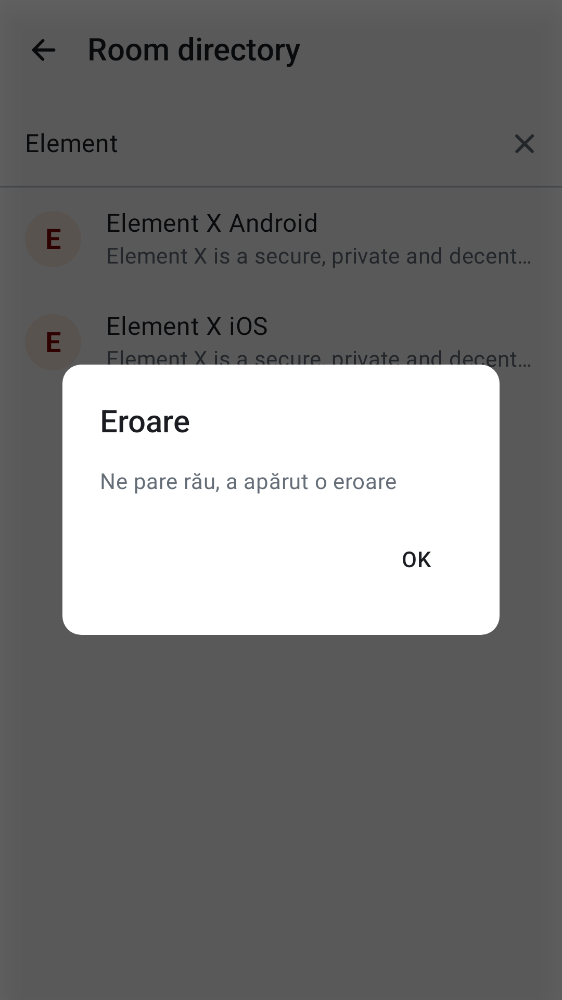 Room directory
Element
E
Element X Android
Element X is a secure, private and decent…
E
Element X iOS
Element X is a secure, private and decent…
Eroare
Ne pare rău, a apărut o eroare
OK